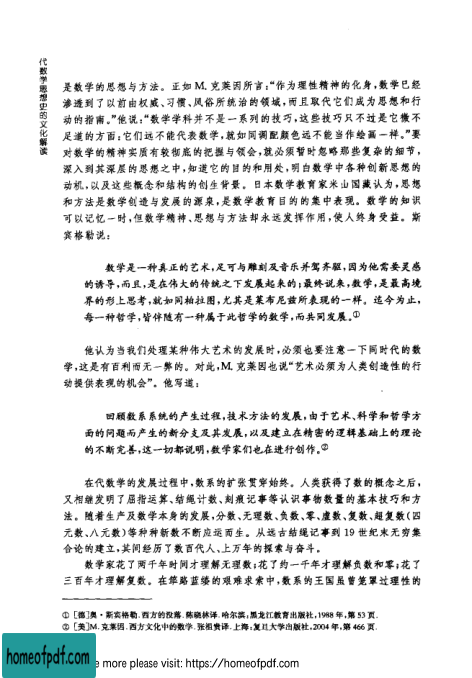 代数学思想史的文化解读
是数学的思想与方法。正如 M. 克莱因所言:“作为理性精神的化身,数学已经
渗透到了以前由权威、习惯、风俗所统治的领域,而且取代它们成为思想和行动
的指南。”他说:“数学学科并不是一系列的技巧,这些技巧只不过是它微不
足道的方面:它们远不能代表数学,就如同调配颜色远不能当作绘画一样。”要
对数学的精神实质有较彻底的把握与领会,就必须暂时忽略那些复杂的细节,
深入到其深层的思想之中,知道它的目的和用处,明白数学中各种创新思想的
动机,以及这些概念和结构的创生背景。日本数学教育家米山国藏认为,思想
和方法是数学创造与发展的源泉,是数学教育目的的集中表现。数学的知识
可以记忆一时,但数学精神、思想与方法却永远发挥作用,使人终身受益。斯
宾格勒说:
数学是一种真正的艺术,足可与雕刻及音乐并驾齐驱,因为他需要灵感
的诱导,而且,是在伟大的传统之下发展起来的;最终说来,数学,是最高境
界的形上思考,就如同柏拉图,尤其是莱布尼兹所表现的一样。迄今为止,
每一种哲学,皆伴随有一种属于此哲学的数学,而共同发展。①
他认为当我们处理某种伟大艺术的发展时,必须也要注意一下同时代的数
学,这是有百利而无一弊的。对此,M. 克莱因也说“艺术必须为人类创造性的行
动提供表现的机会”。他写道:
回顾数系系统的产生过程,技术方法的发展,由于艺术、科学和哲学方
面的问题而产生的新分支及其发展,以及建立在精密的逻辑基础上的理论
的不断完善,这一切都说明,数学家们也在进行创作。②
在代数学的发展过程中,数系的扩张贯穿始终。人类获得了数的概念之后,
又相继发明了屈指运算、结绳计数、刻痕记事等认识事物数量的基本技巧和方
法。随着生产及数学本身的发展,分数、无理数、负数、零、虚数、复数、超复数(四
元数、八元数)等种种新数不断应运而生。从远古结绳记事到 19 世纪末无穷集
合论的建立,其间经历了数百代人、上万年的探索与奋斗。
数学家花了两千年时间才理解无理数;花了约一千年才理解负数和零;花了
三百年才理解复数。在筚路蓝缕的艰难求索中,数系的王国虽曾笼罩过理性的
① [德]奥·斯宾格勒. 西方的没落. 陈晓林译. 哈尔滨:黑龙江教育出版社,1988 年,第 53 页.
② [美]M. 克莱因. 西方文化中的数学. 张祖贵译. 上海:复旦大学出版社,2004 年,第 466 页.
homeofpdf.com
e more please visit: https://homeofpdf.com